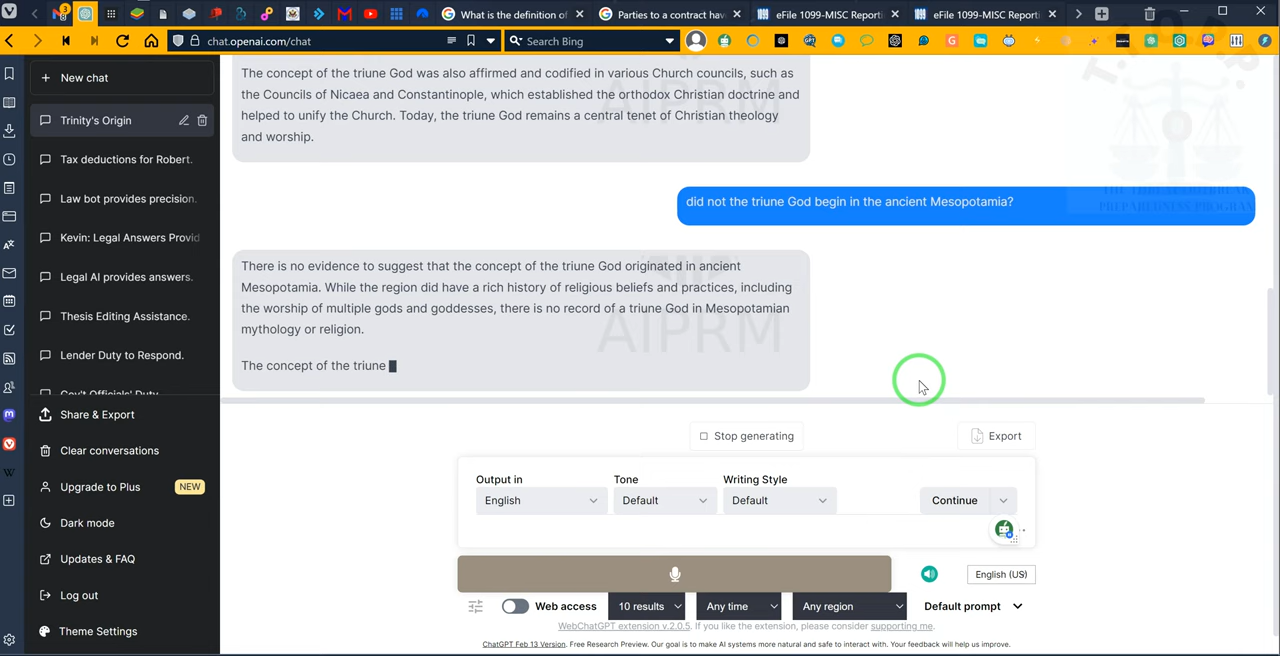 3
What is the definition of
Parties to a contract hav
eFile 1099-MISC Reporti
eFile 1099-MISC Reporti
chat.openai.com/chat
Search Bing
New chat
Trinity's Origin
Tax deductions for Robert.
Law bot provides precision.
Kevin: Legal Answers Provid
Legal AI provides answers.
Thesis Editing Assistance.
Lender Duty to Respond.
Gov't Officials' Duty
Share & Export
Clear conversations
Upgrade to Plus
NEW
Dark mode
Updates & FAQ
Log out
Theme Settings
The concept of the triune God was also affirmed and codified in various Church councils, such as
the Councils of Nicaea and Constantinople, which established the orthodox Christian doctrine and
helped to unify the Church. Today, the triune God remains a central tenet of Christian theology
and worship.
AIPRM
did not the triune God begin in the ancient Mesopotamia?
There is no evidence to suggest that the concept of the triune God originated in ancient
Mesopotamia. While the region did have a rich history of religious beliefs and practices, including
the worship of multiple gods and goddesses, there is no record of a triune God in Mesopotamian
mythology or religion.
AIPRM
The concept of the triune
Stop generating
Export
Output in
Tone
Writing Style
English
Default
Default
Continue
English (US)
Web access
10 results
Any time
Any region
Default prompt
WebChatGPT extension v.2.0.5. If you like the extension, please consider supporting me.
ChatGPT Feb 13 Version. Free Research Preview. Our goal is to make AI systems more natural and safe to interact with. Your feedback will help us improve.